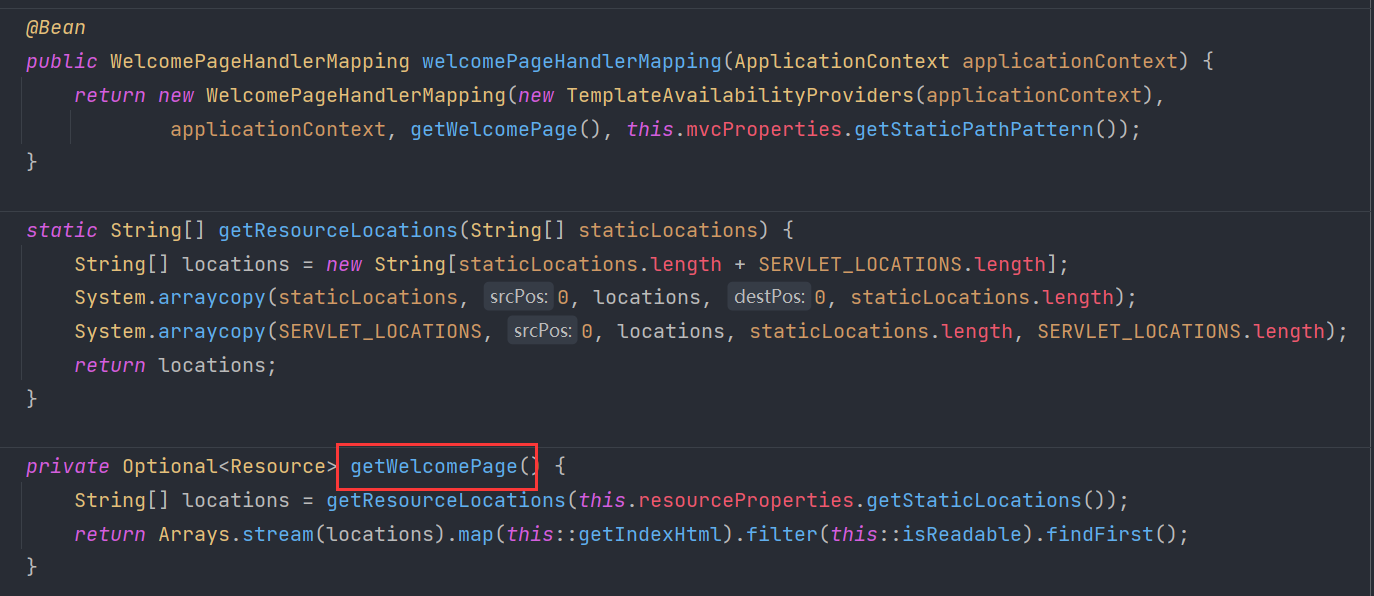 @Bean
public WelcomePageHandlerMapping welcomePageHandlerMapping(ApplicationContext applicationContext) {
    return new WelcomePageHandlerMapping(new TemplateAvailabilityProviders(applicationContext),
            applicationContext, getWelcomePage(), this.mvcProperties.getStaticPathPattern());
}
static String[] getResourceLocations(String[] staticLocations) {
    String[] locations = new String[staticLocations.length + SERVLET_LOCATIONS.length];
    System.arraycopy(staticLocations, srcPos: 0, locations, destPos: 0, staticLocations.length);
    System.arraycopy(SERVLET_LOCATIONS, srcPos: 0, locations, staticLocations.length, SERVLET_LOCATIONS.length);
    return locations;
}
private Optional<Resource> getWelcomePage() {
    String[] locations = getResourceLocations(this.resourceProperties.getStaticLocations());
    return Arrays.stream(locations).map(this::getIndexHtml).filter(this::isReadable).findFirst();
}